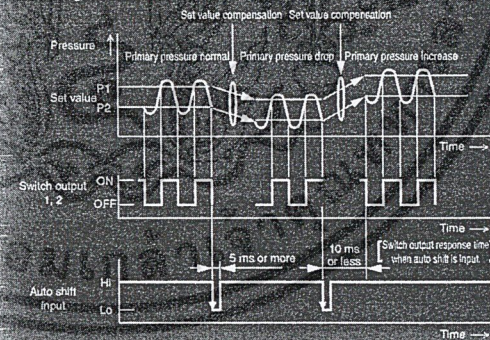 Set value compensation Set value compensation
Pressure
Primary pressure normal Primary pressure drop Primary pressure increase
P1
Set value
P2
Time
ON
Switch output
1, 2
OFF
Time
5 ms or more
10 ms
or less
Switch output response time
when auto shift is input.
Hi
Auto shift
input
Lo
Time